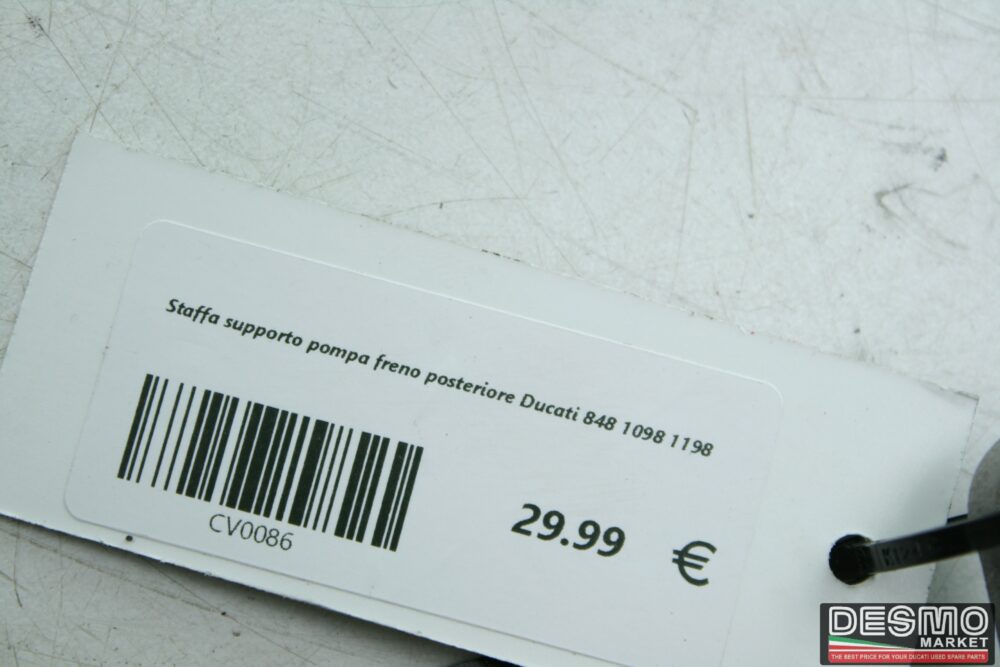 Staffa supporto pompa freno posteriore Ducati 848 1098 1198
CV0086
29.99 €
DESMO
MARKET
THE BEST PRICE FOR YOUR DUCATI USED SPARE PARTS